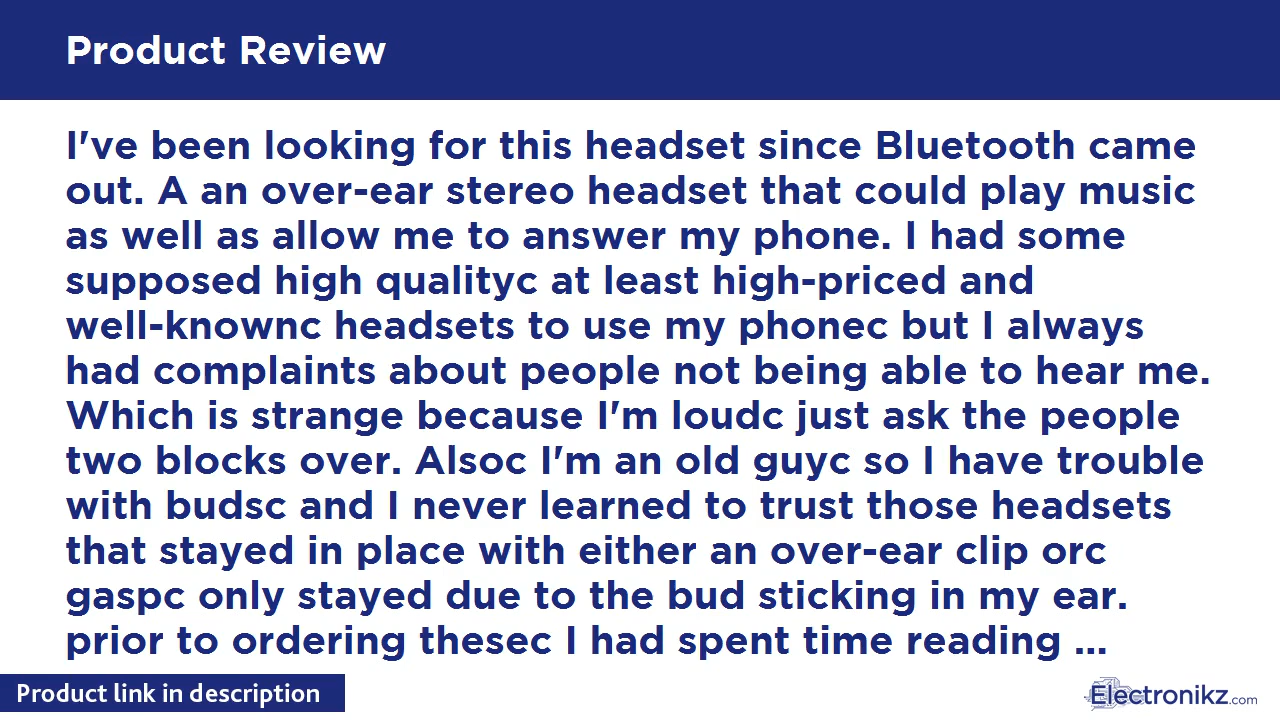 Product Review
I've been looking for this headset since Bluetooth came
out. A an over-ear stereo headset that could play music
as well as allow me to answer my phone. I had some
supposed high qualityc at least high-priced and
well-knownc headsets to use my phonec but I always
had complaints about people not being able to hear me.
Which is strange because I'm loudc just ask the people
two blocks over. Alsoc I'm an old guyc so I have trouble
with budsc and I never learned to trust those headsets
that stayed in place with either an over-ear clip orc
gaspc only stayed due to the bud sticking in my ear.
prior to ordering thesec I had spent time reading ...
Product link in description
Electronikz.com